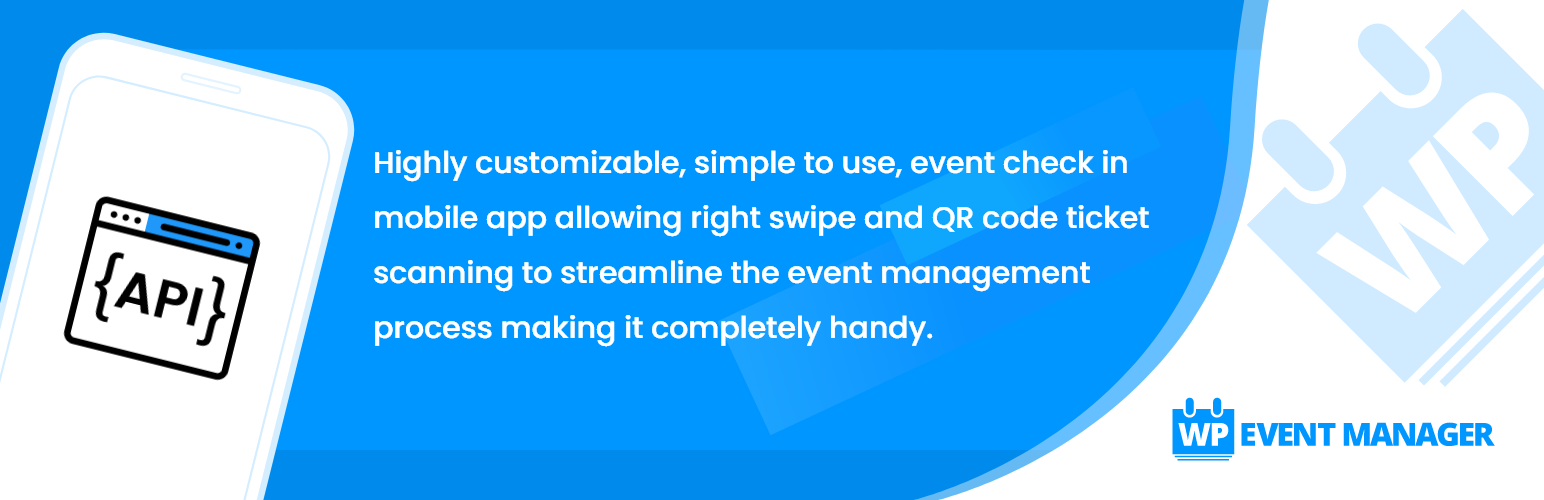 {API}
Highly customizable, simple to use, event check in
mobile app allowing right swipe and QR code ticket
scanning to streamline the event management
process making it completely handy.
WP
WP EVENT MANAGER